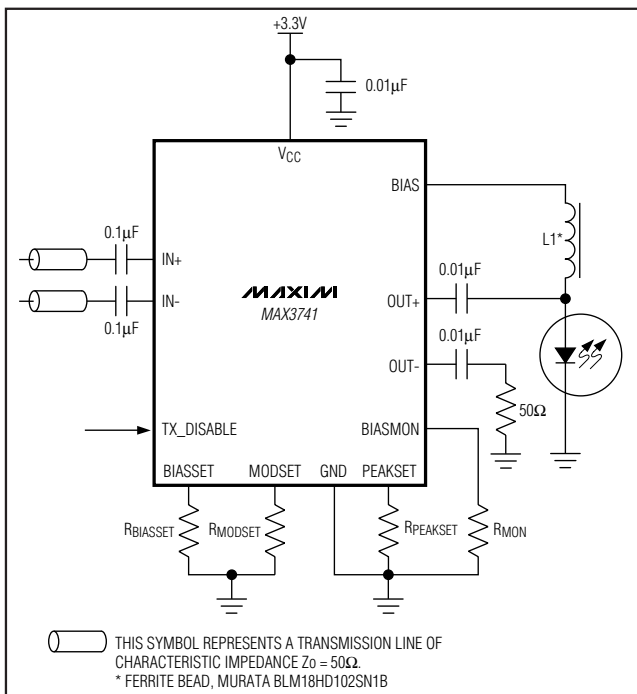 +3.3V
0.01µF
VCC
BIAS
0.1µF
L1*
IN+
0.01µF
MAXIM
IN-
OUT+
MAX3741
0.1µF
0.01µF
OUT-
50Ω
TX_DISABLE
BIASMON
BIASSET MODSET GND PEAKSET
RBIASSET RMODSET RPEAKSET RMON
THIS SYMBOL REPRESENTS A TRANSMISSION LINE OF
CHARACTERISTIC IMPEDANCE Zo = 50Ω.
* FERRITE BEAD, MURATA BLM18HD102SN1B